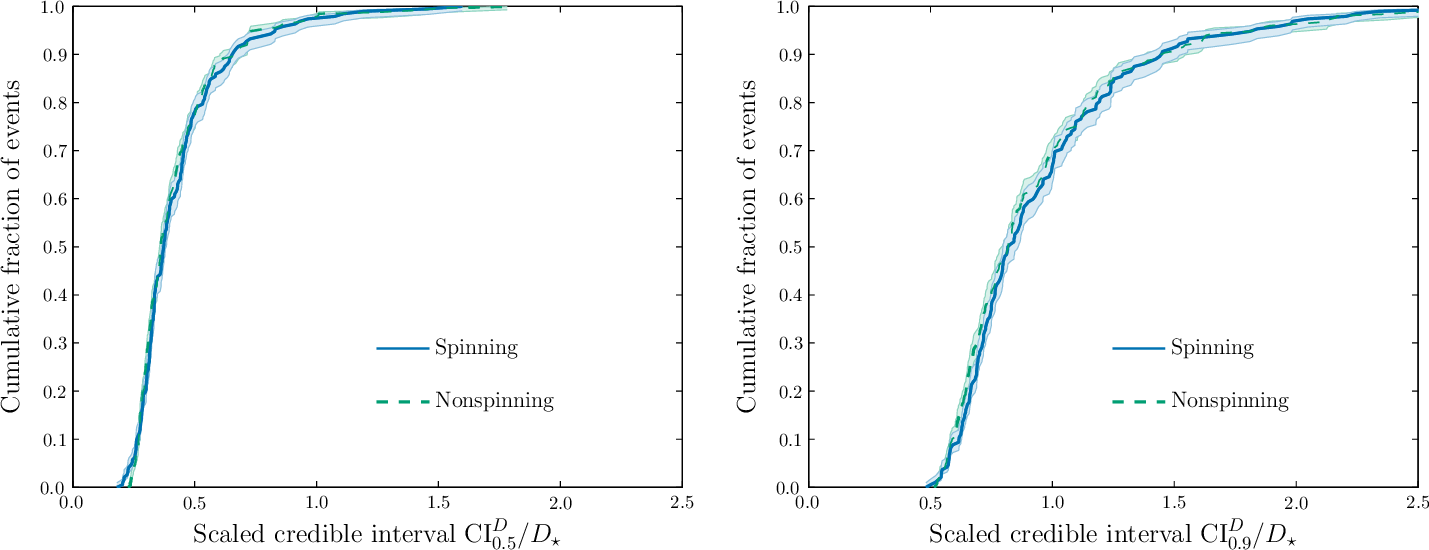 1.0
0.9
0.8
0.7
0.6
0.5
0.4
0.3
0.2
0.1
0.0
Cumulative fraction of events
Spinning
Nonspinning
0.0 0.5 1.0 1.5 2.0 2.5
Scaled credible interval CI^D_0.5/D⋆
1.0
0.9
0.8
0.7
0.6
0.5
0.4
0.3
0.2
0.1
0.0
Cumulative fraction of events
Spinning
Nonspinning
0.0 0.5 1.0 1.5 2.0 2.5
Scaled credible interval CI^D_0.9/D⋆